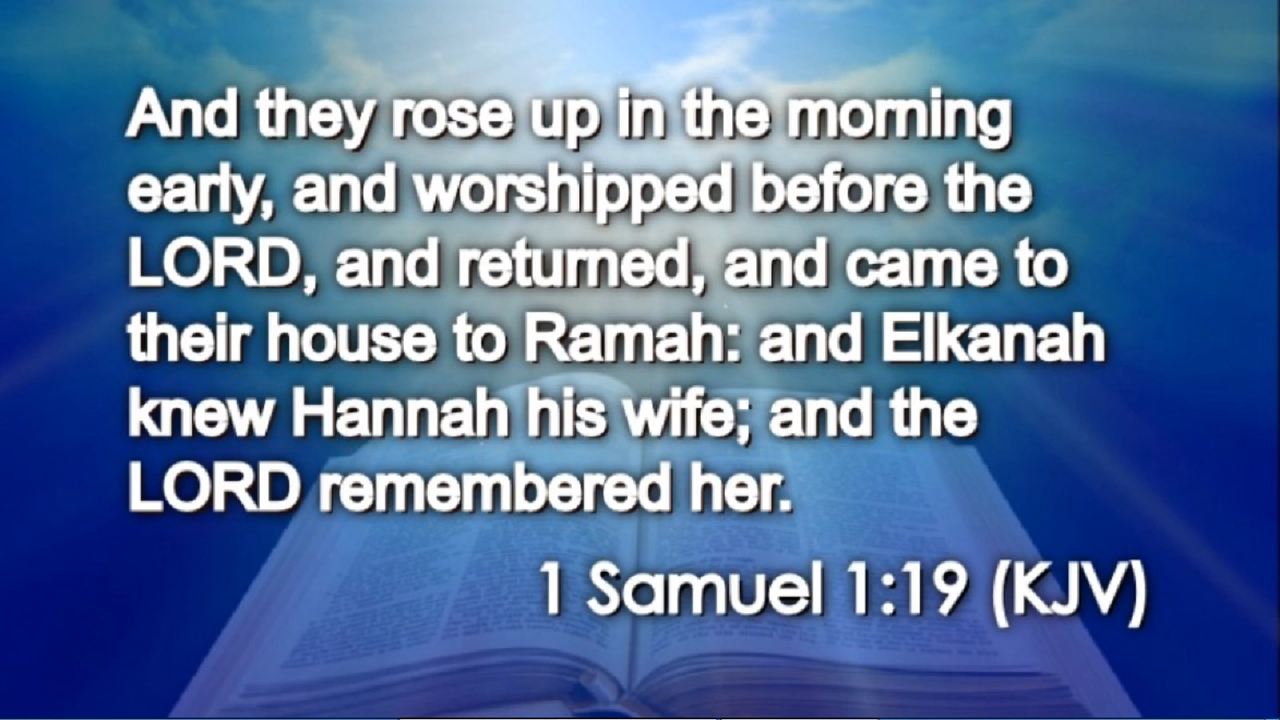 And they rose up in the morning
early, and worshipped before the
LORD, and returned, and came to
their house to Ramah: and Elkanah
knew Hannah his wife; and the
LORD remembered her.
1 Samuel 1:19 (KJV)